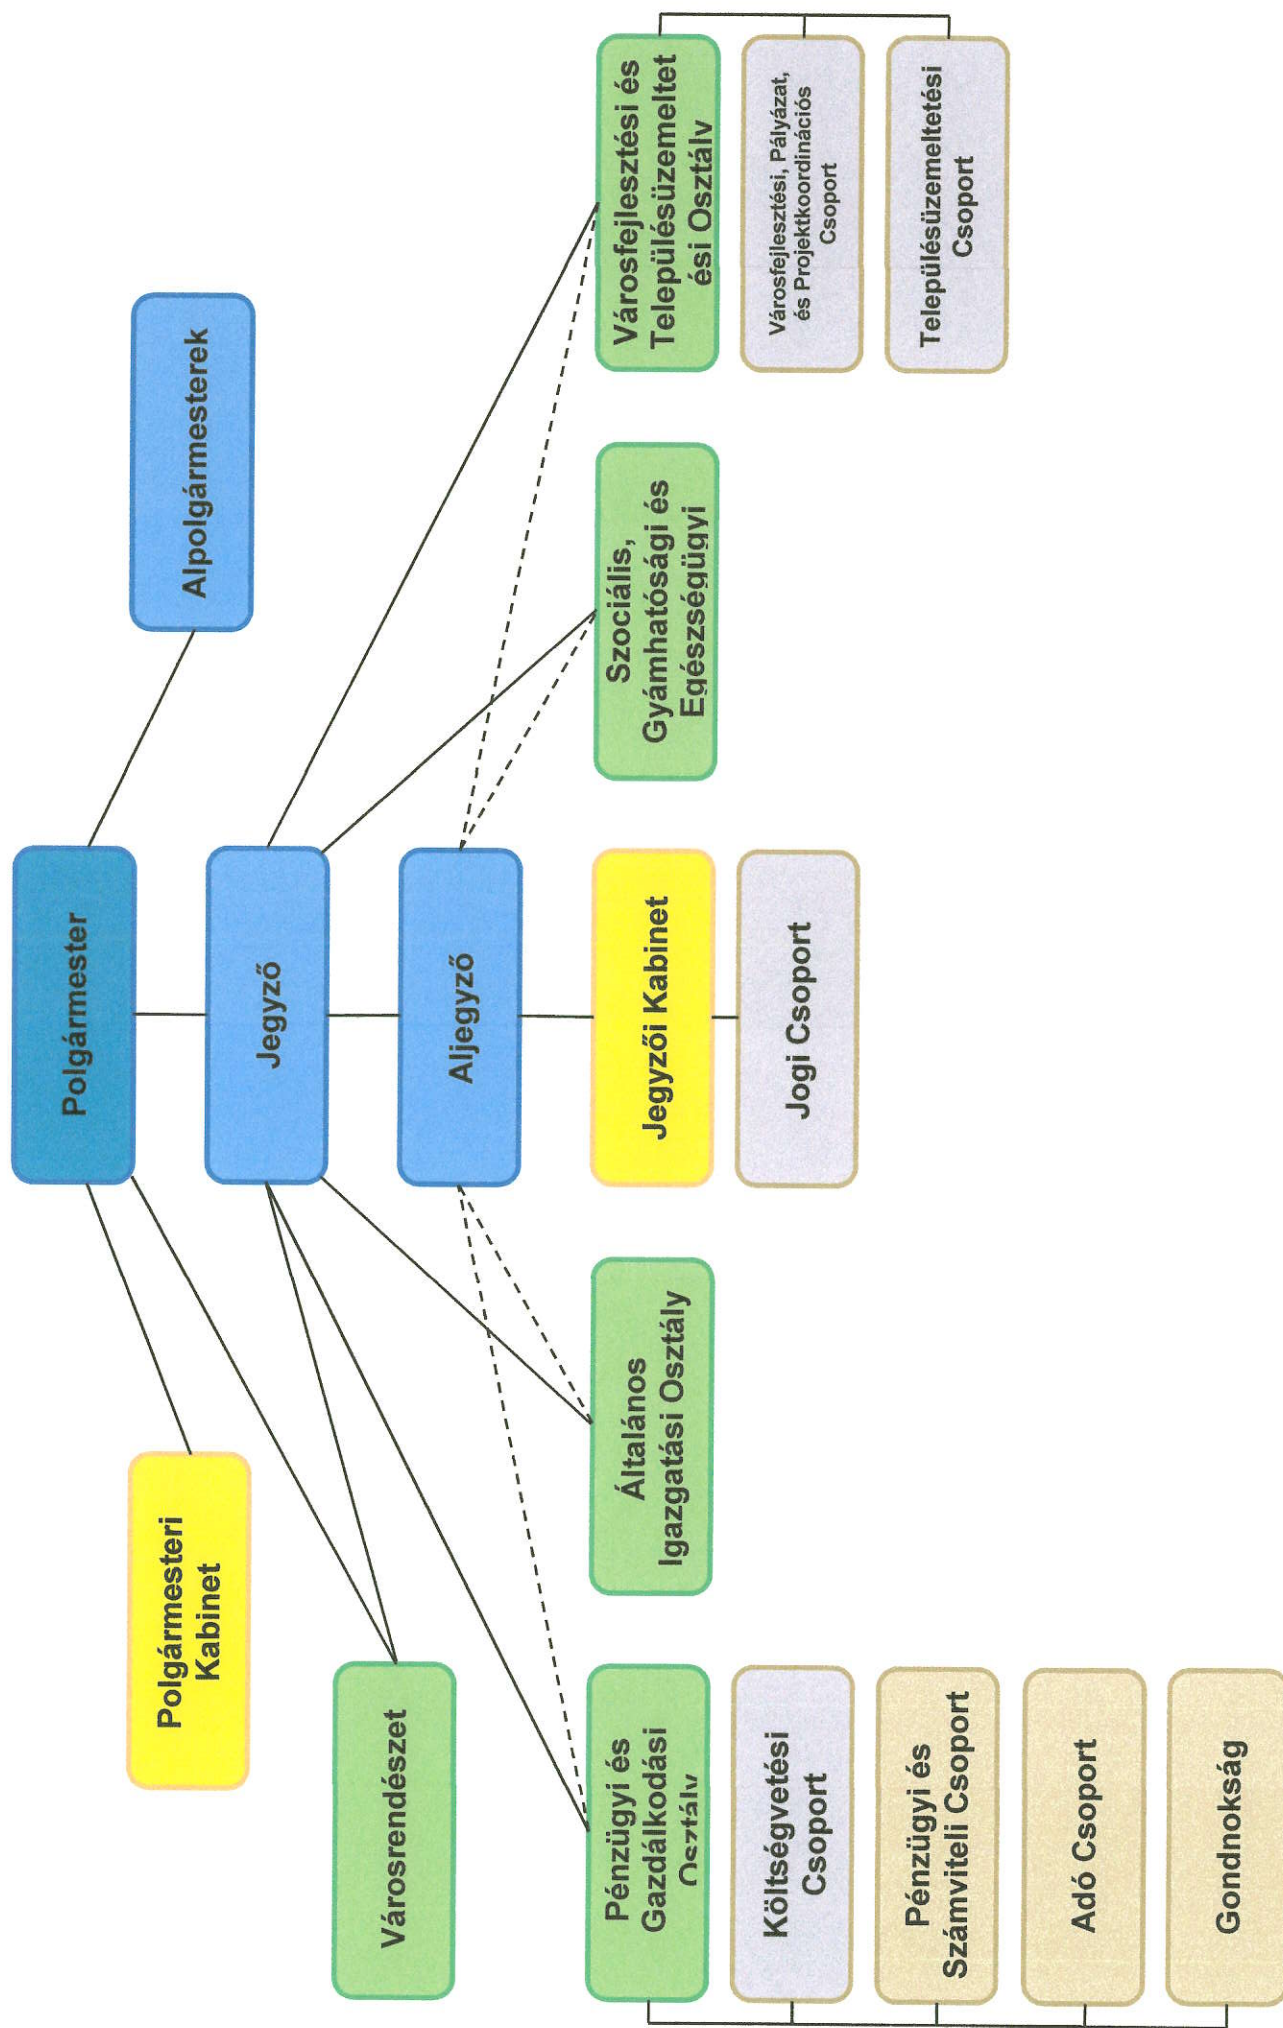 Polgármester
Polgármesteri
Kabinet
Alpolgármesterek
Jegyző
Városrendészet
Aljegyző
Pénzügyi és
Gazdálkodási
Osztály
Általános
Igazgatási Osztály
Jegyzői Kabinet
Szociális,
Gyámhatósági és
Egészségügyi
Városfejlesztési és
Településüzemeltet
ési Osztály
Költségvetési
Csoport
Jogi Csoport
Városfejlesztési, Pályázat,
és Projektkoordinációs
Csoport
Pénzügyi és
Számviteli Csoport
Településüzemeltetési
Csoport
Adó Csoport
Gondnokság